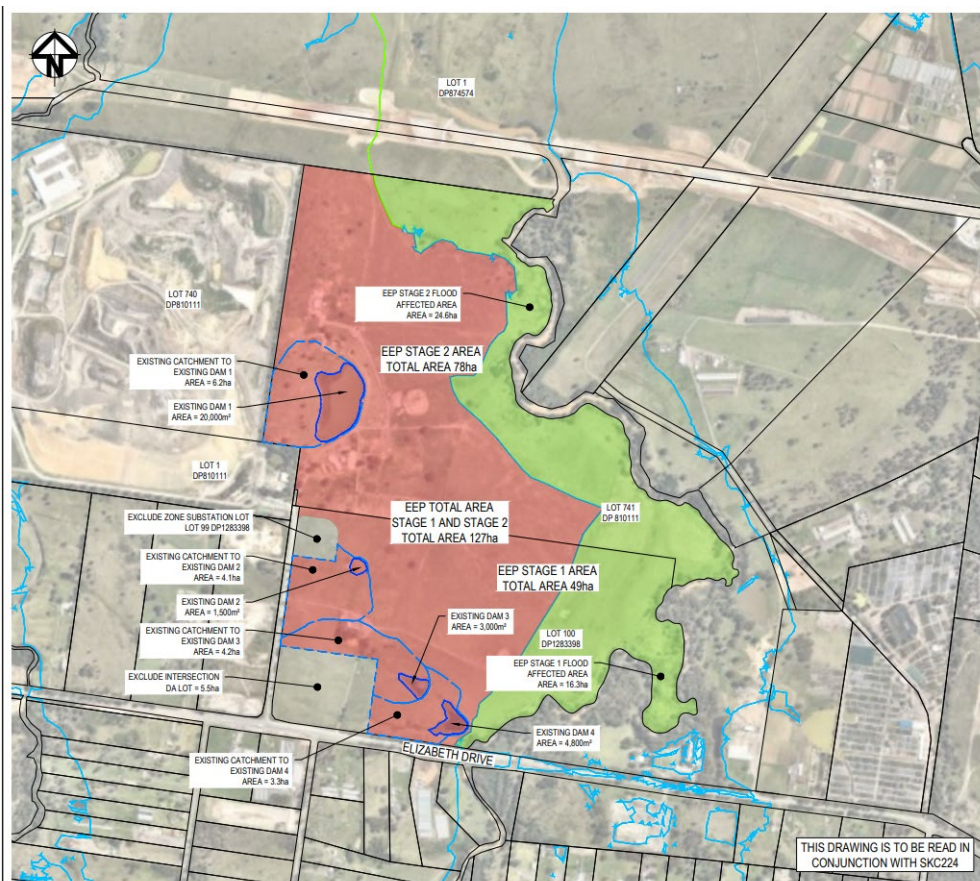 N
LOT 1
DP874574
LOT 740
DP810111
EEP STAGE 2 FLOOD
AFFECTED AREA
AREA = 24.6ha
EEP STAGE 2 AREA
TOTAL AREA 78ha
EXISTING CATCHMENT TO
EXISTING DAM 1
AREA = 6.2ha
EXISTING DAM 1
AREA = 20,000m²
LOT 1
DP810111
EEP TOTAL AREA
STAGE 1 AND STAGE 2
TOTAL AREA 127ha
LOT 741
DP 810111
EXCLUDE ZONE SUBSTATION LOT
LOT 99 DP1283398
EXISTING CATCHMENT TO
EXISTING DAM 2
AREA = 4.1ha
EEP STAGE 1 AREA
TOTAL AREA 49ha
EXISTING DAM 2
AREA = 1,500m²
EXISTING DAM 3
AREA = 3,000m²
EXISTING CATCHMENT TO
EXISTING DAM 3
AREA = 4.2ha
LOT 100
DP1283398
EEP STAGE 1 FLOOD
AFFECTED AREA
AREA = 16.3ha
EXCLUDE INTERSECTION
DA LOT = 5.5ha
EXISTING DAM 4
AREA = 4,800m²
ELIZABETH DRIVE
EXISTING CATCHMENT TO
EXISTING DAM 4
AREA = 3.3ha
THIS DRAWING IS TO BE READ IN
CONJUNCTION WITH SKC224